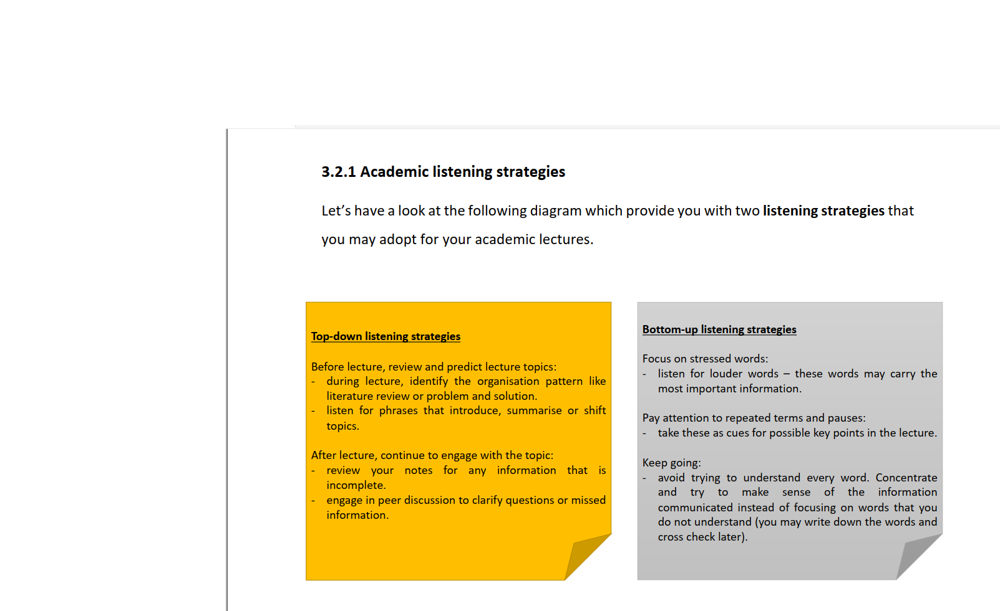 3.2.1 Academic listening strategies
Let’s have a look at the following diagram which provide you with two listening strategies that
you may adopt for your academic lectures.
Top-down listening strategies
Before lecture, review and predict lecture topics:
- during lecture, identify the organisation pattern like
literature review or problem and solution.
- listen for phrases that introduce, summarise or shift
topics.
After lecture, continue to engage with the topic:
- review your notes for any information that is
incomplete.
- engage in peer discussion to clarify questions or missed
information.
Bottom-up listening strategies
Focus on stressed words:
- listen for louder words – these words may carry the
most important information.
Pay attention to repeated terms and pauses:
- take these as cues for possible key points in the lecture.
Keep going:
- avoid trying to understand every word. Concentrate
and try to make sense of the information
communicated instead of focusing on words that you
do not understand (you may write down the words and
cross check later).